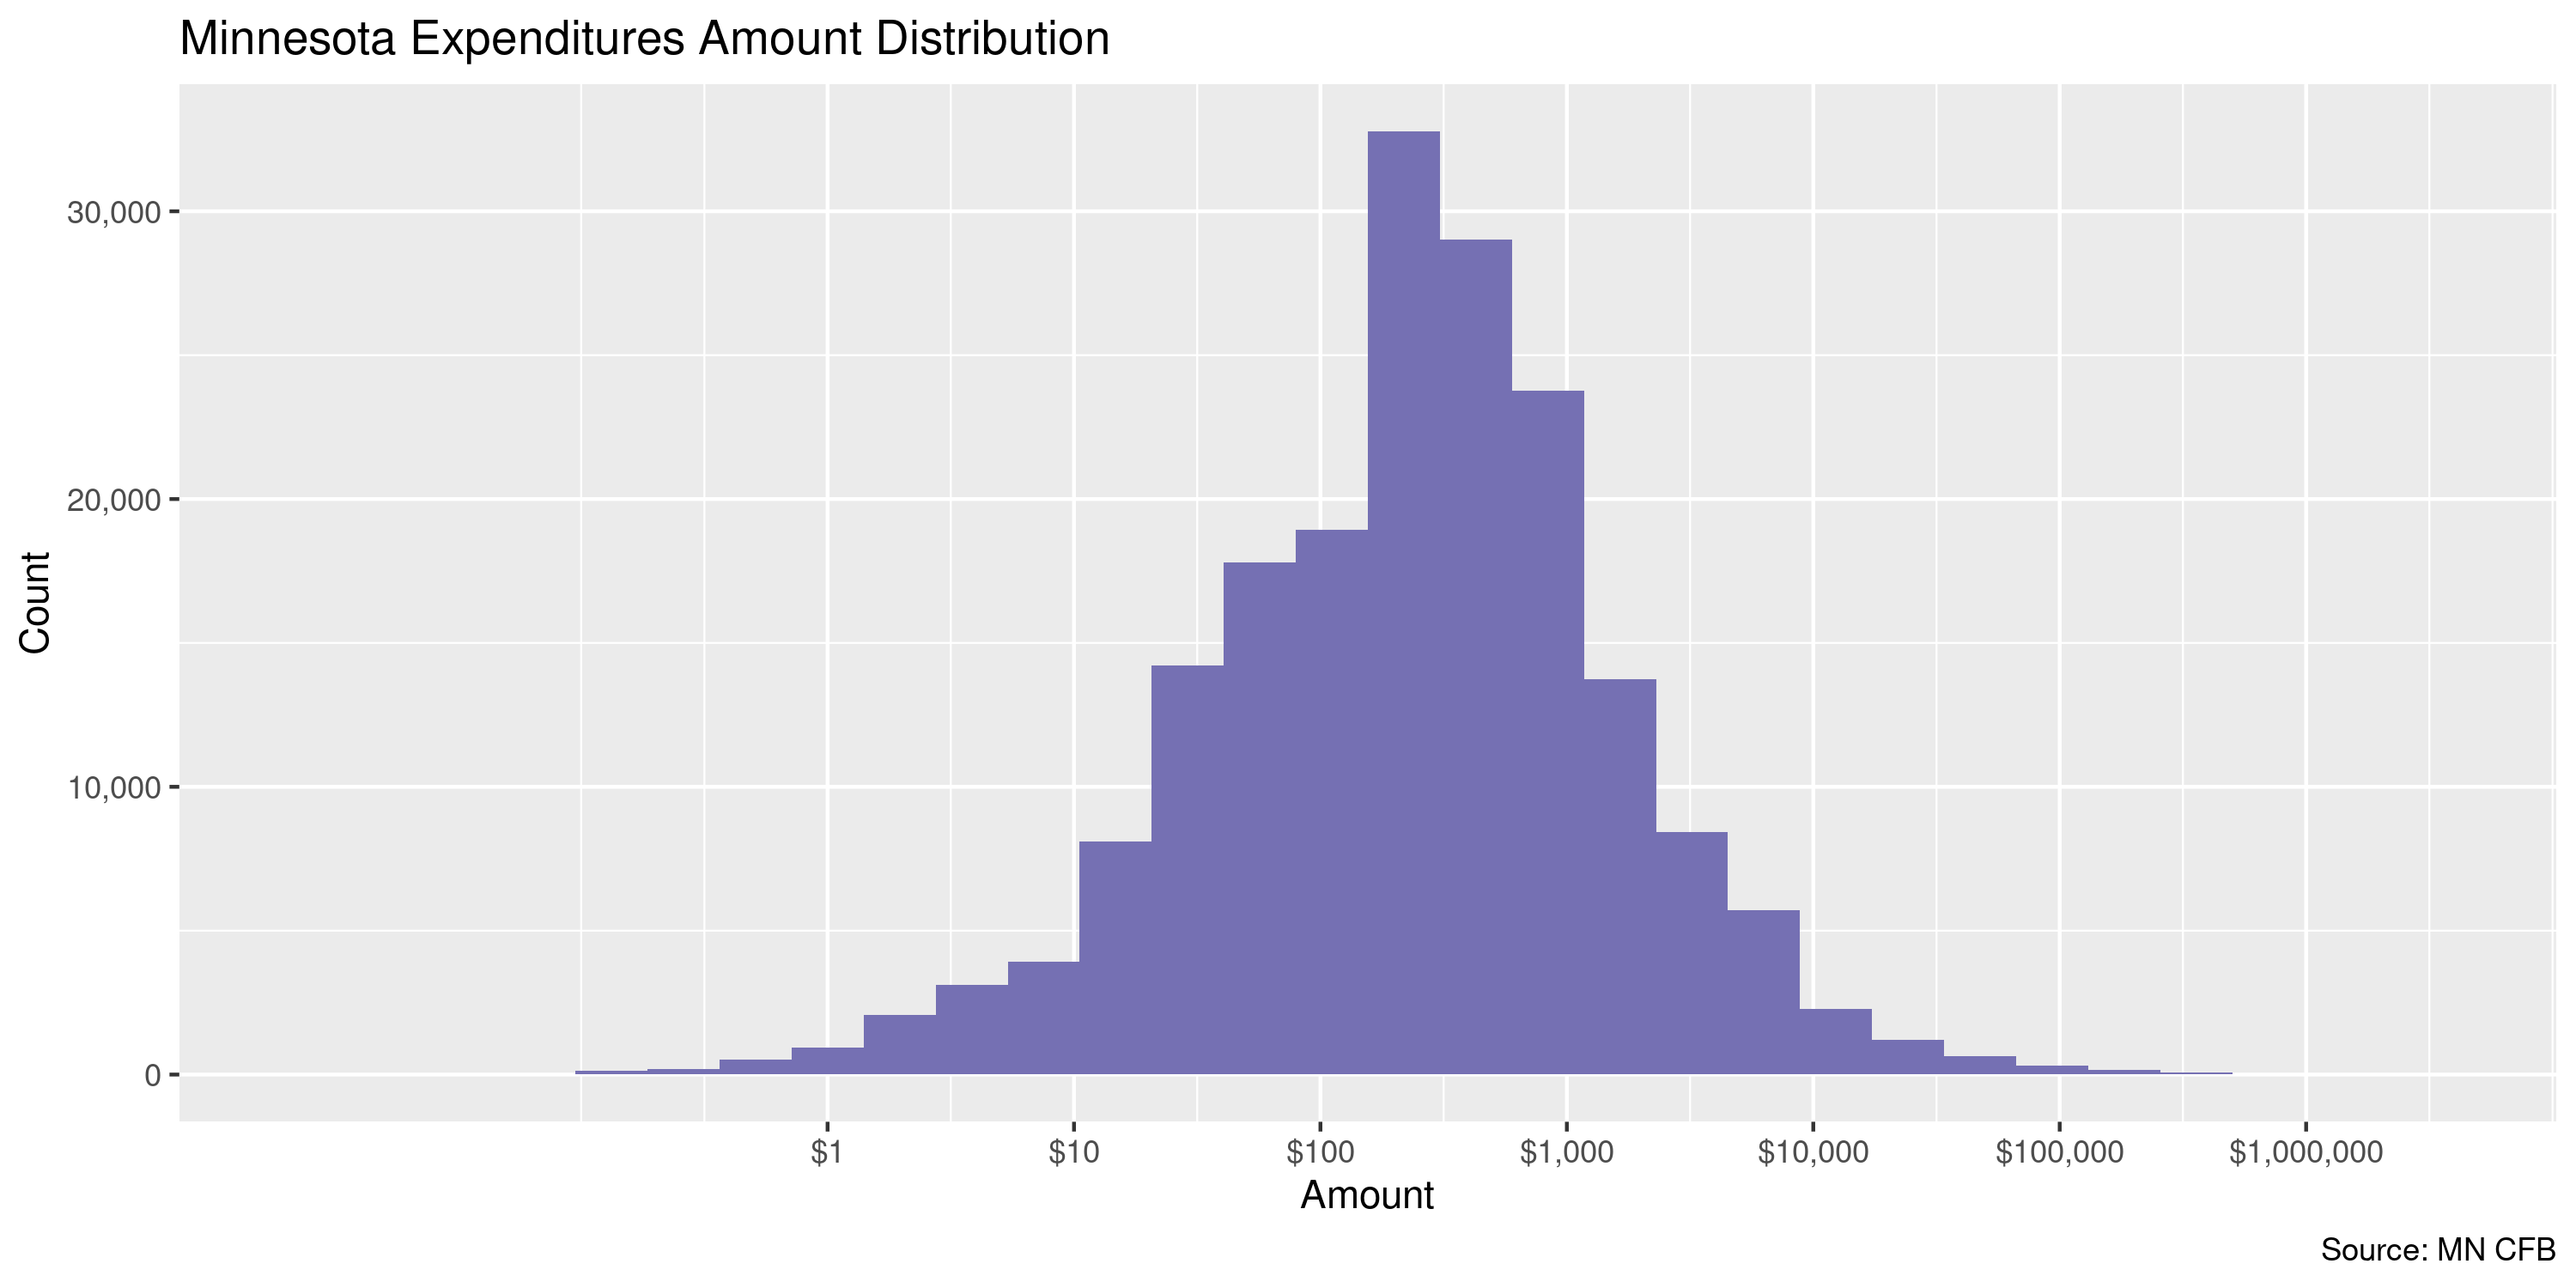 Minnesota Expenditures Amount Distribution
Count
30,000
20,000
10,000
0
$1 $10 $100 $1,000 $10,000 $100,000 $1,000,000
Amount
Source: MN CFB